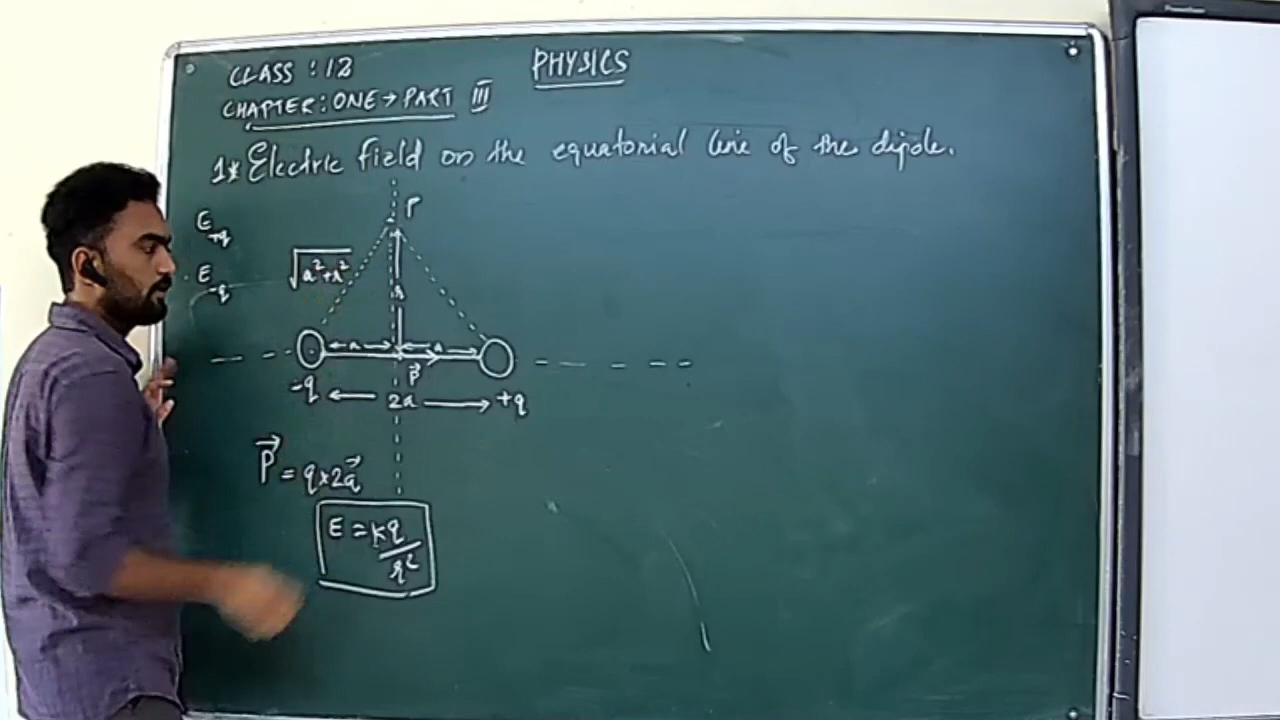 PHYSICS
CLASS : 12
CHAPTER: ONE → PART III
1* Electric field on the equatorial line of the dipole.
P
E+q
√a²+r²
E-q
r
a
a
P⃗
-q
2a
+q
P⃗ = q×2a⃗
E = kq/r²